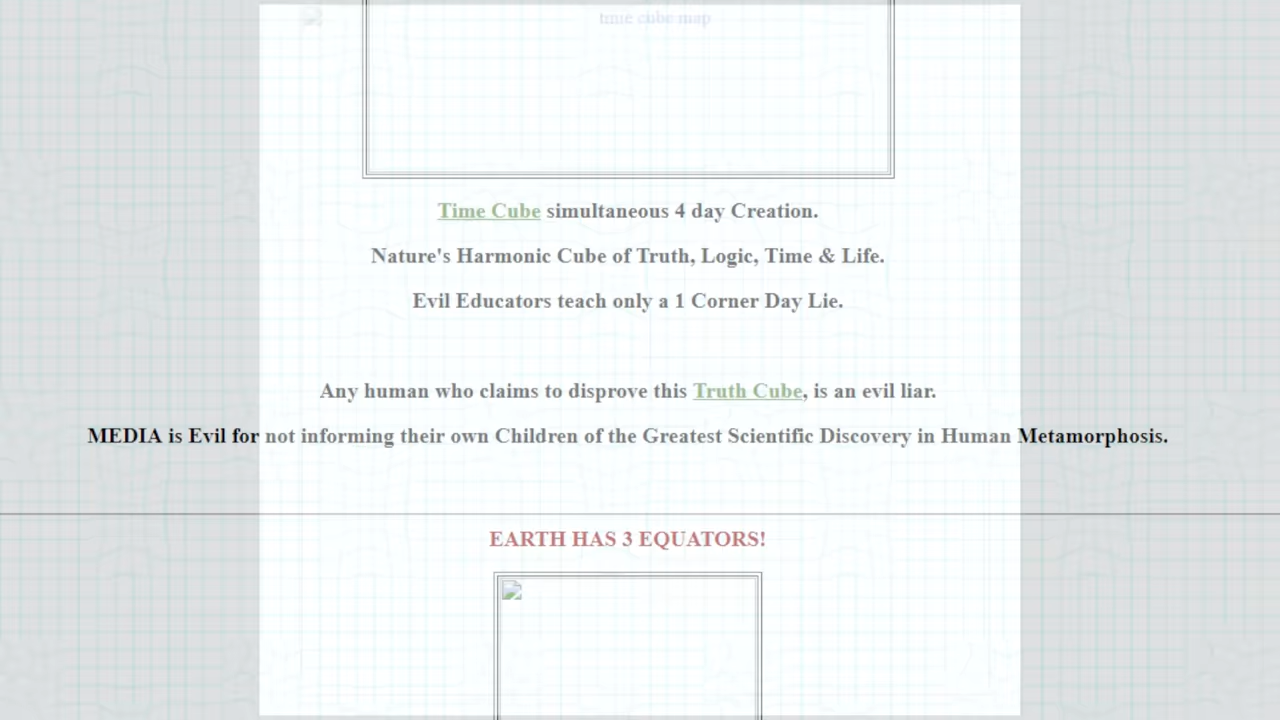 time cube map
Time Cube simultaneous 4 day Creation.
Nature's Harmonic Cube of Truth, Logic, Time & Life.
Evil Educators teach only a 1 Corner Day Lie.
Any human who claims to disprove this Truth Cube, is an evil liar.
MEDIA is Evil for not informing their own Children of the Greatest Scientific Discovery in Human Metamorphosis.
EARTH HAS 3 EQUATORS!